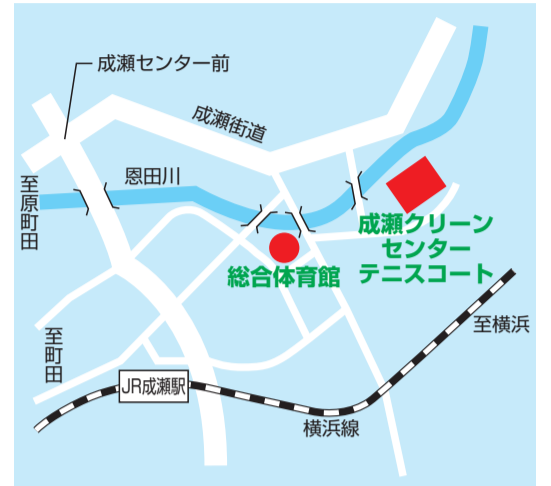 成瀬センター前
成瀬街道
恩田川
至原町田
成瀬クリーン
センター
テニスコート
総合体育館
至横浜
至町田
JR成瀬駅
横浜線